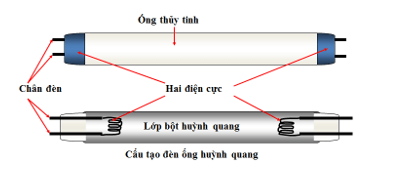 Ống thủy tinh
Chân đèn
Hai điện cực
Lớp bột huỳnh quang
Cấu tạo đèn ống huỳnh quang